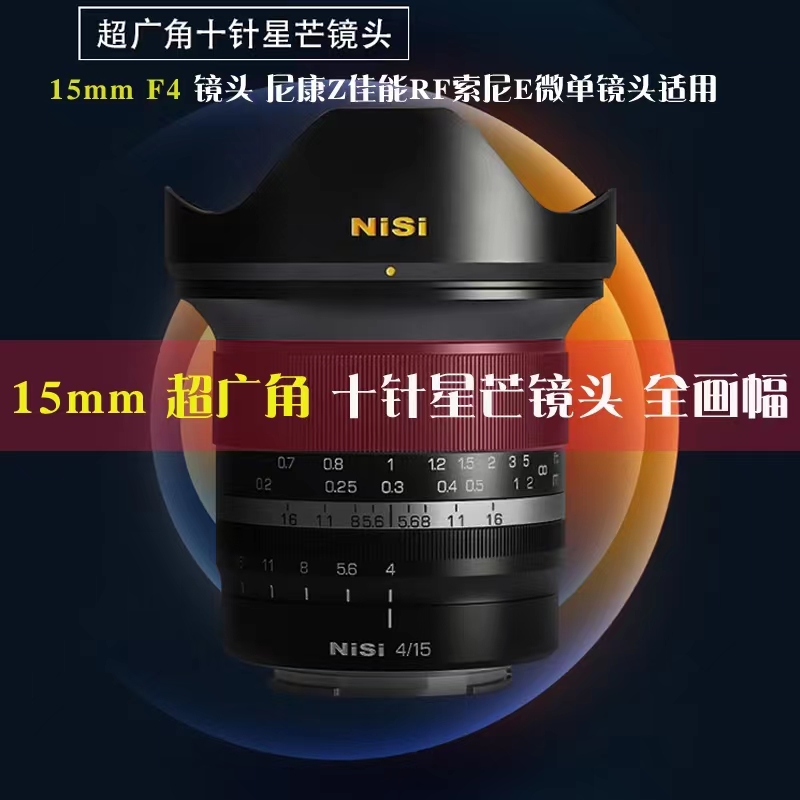 超广角十针星芒镜头
15mm F4 镜头 尼康Z佳能RF索尼E微单镜头适用
NiSi
15mm 超广角 十针星芒镜头 全画幅
0.7 0.8 1 1.2 1.5 2 3 5 ft
0.2 0.25 0.3 0.4 0.5 1 2 ∞ m
16 11 8 5.6 5.6 8 11 16
11 8 5.6 4
NiSi 4/15